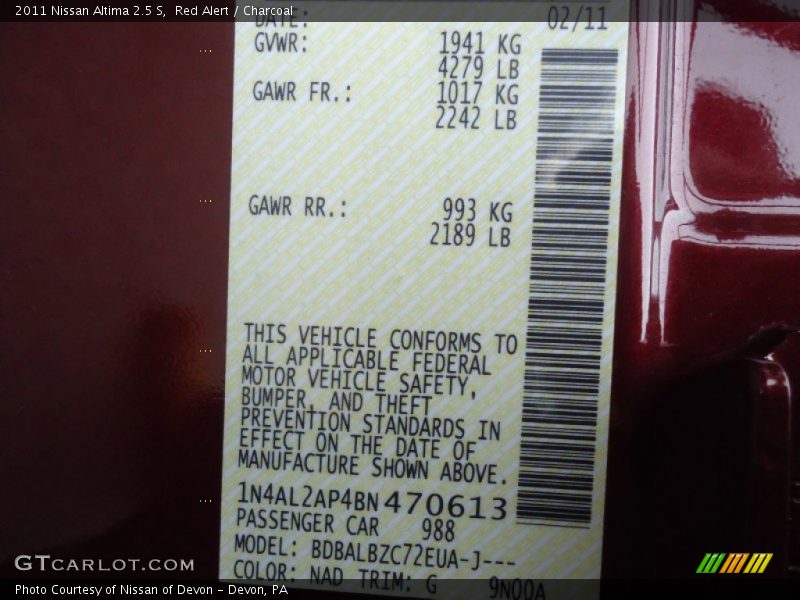 2011 Nissan Altima 2.5 S,  Red Alert / Charcoal
DATE: 02/11
GVWR: 1941 KG
4279 LB
GAWR FR.: 1017 KG
2242 LB
GAWR RR.: 993 KG
2189 LB
THIS VEHICLE CONFORMS TO
ALL APPLICABLE FEDERAL
MOTOR VEHICLE SAFETY,
BUMPER, AND THEFT
PREVENTION STANDARDS IN
EFFECT ON THE DATE OF
MANUFACTURE SHOWN ABOVE.
1N4AL2AP4BN470613
PASSENGER CAR 988
MODEL: BDBALBZC72EUA-J---
COLOR: NAD TRIM: G 9N00A
GTCARLOT.COM
Photo Courtesy of Nissan of Devon - Devon, PA